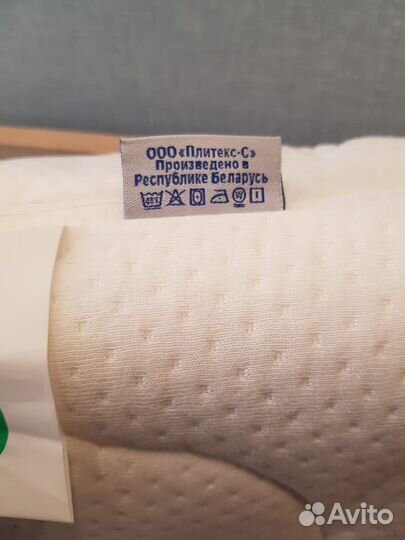 ООО «Плитекс-С»
Произведено в
Республике Беларусь
Avito